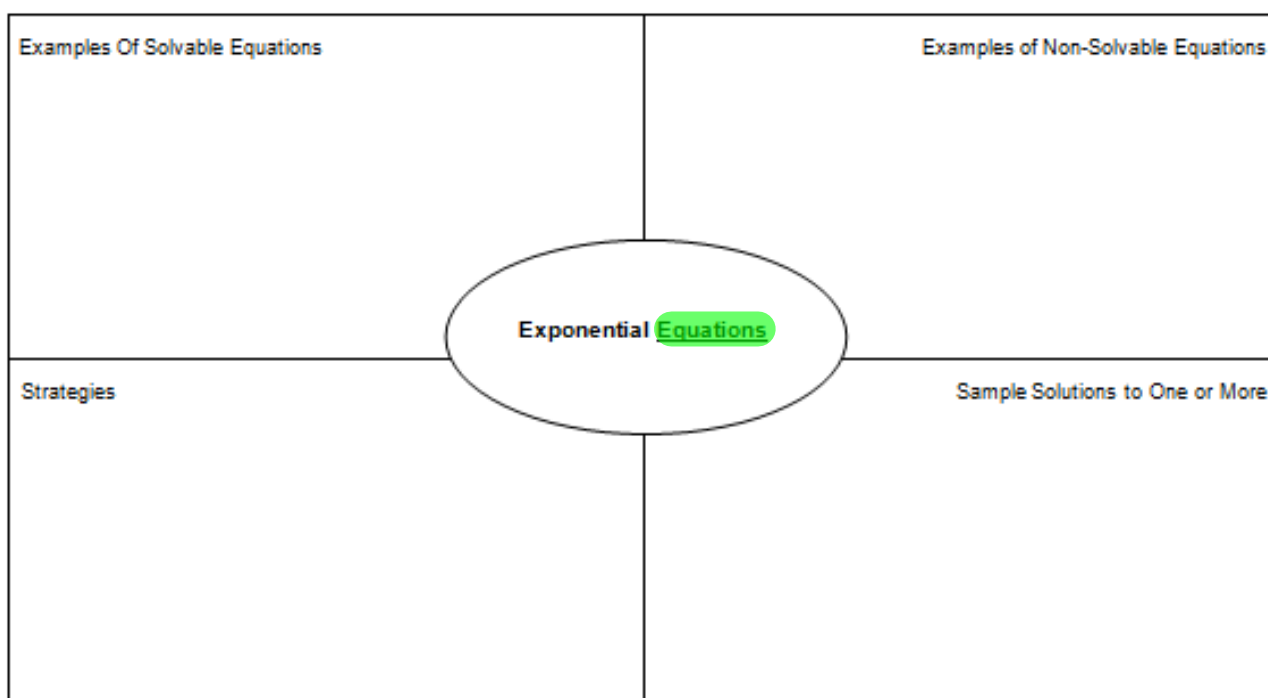 Examples Of Solvable Equations
Examples of Non-Solvable Equations
Exponential Equations
Strategies
Sample Solutions to One or More